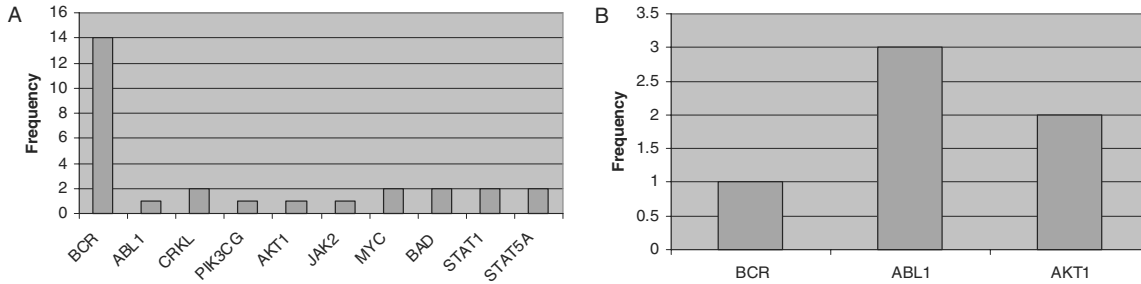 A
Frequency
16
14
12
10
8
6
4
2
0
BCR
ABL1
CRKL
PIK3CG
AKT1
JAK2
MYC
BAD
STAT1
STAT5A
B
Frequency
3.5
3
2.5
2
1.5
1
0.5
0
BCR
ABL1
AKT1